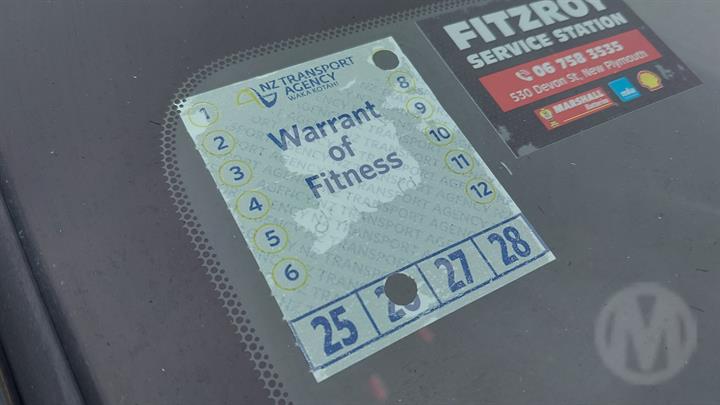 NZ TRANSPORT
AGENCY
WAKA KOTAHI
Warrant
of
Fitness
1
2
3
4
5
6
8
9
10
11
12
25
27
28
FITZROY
SERVICE STATION
06 758 3535
530 Devon St, New Plymouth
MARSHALL
Batteries
M